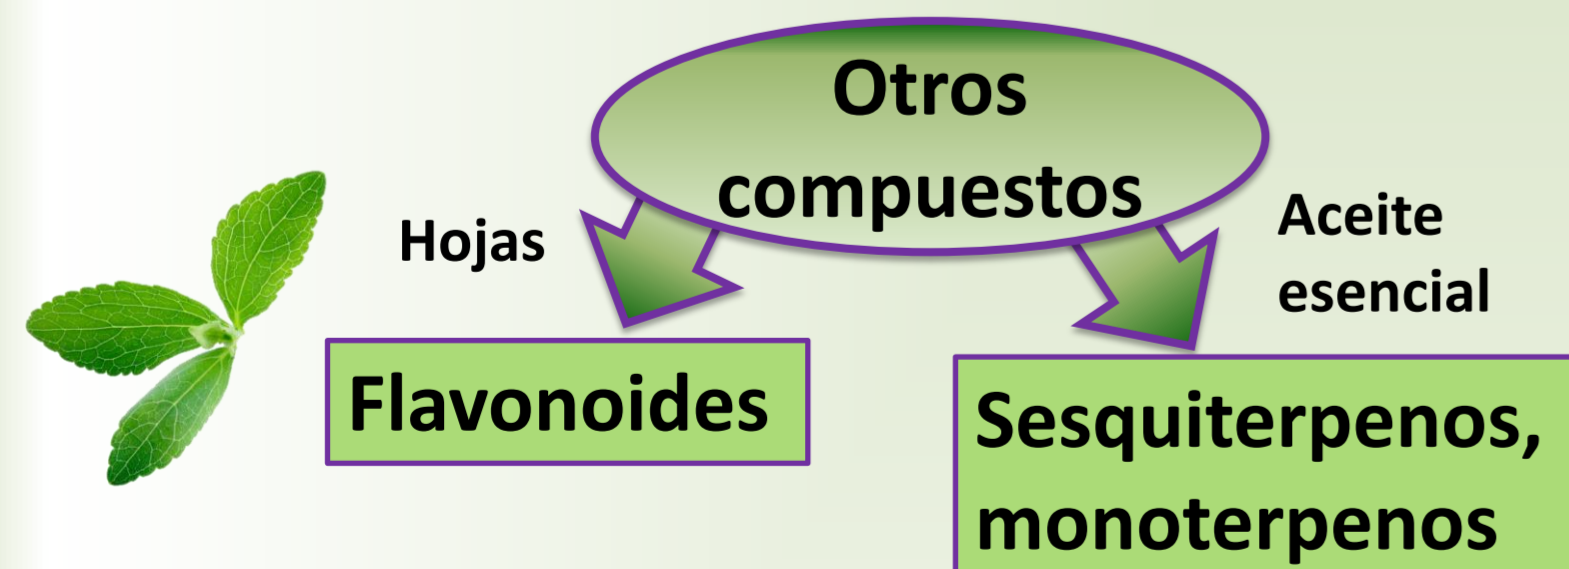 Otros
compuestos
Hojas
Aceite
esencial
Flavonoides
Sesquiterpenos,
monoterpenos